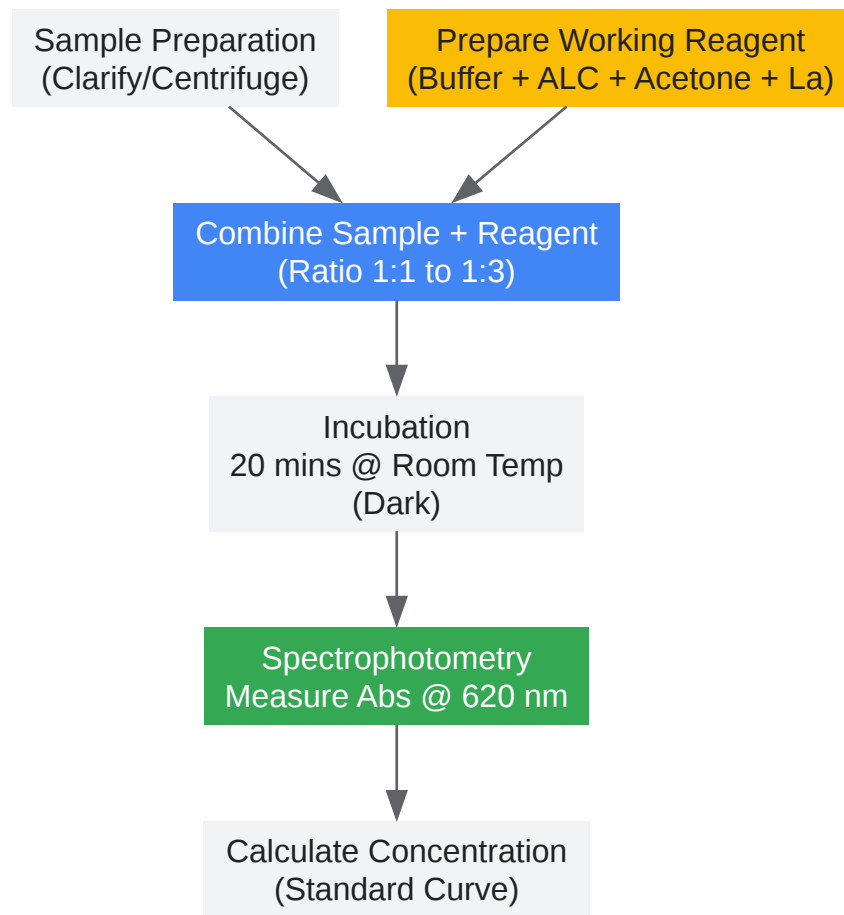 Sample Preparation
(Clarify/Centrifuge)
Prepare Working Reagent
(Buffer + ALC + Acetone + La)
Combine Sample + Reagent
(Ratio 1:1 to 1:3)
Incubation
20 mins @ Room Temp
(Dark)
Spectrophotometry
Measure Abs @ 620 nm
Calculate Concentration
(Standard Curve)